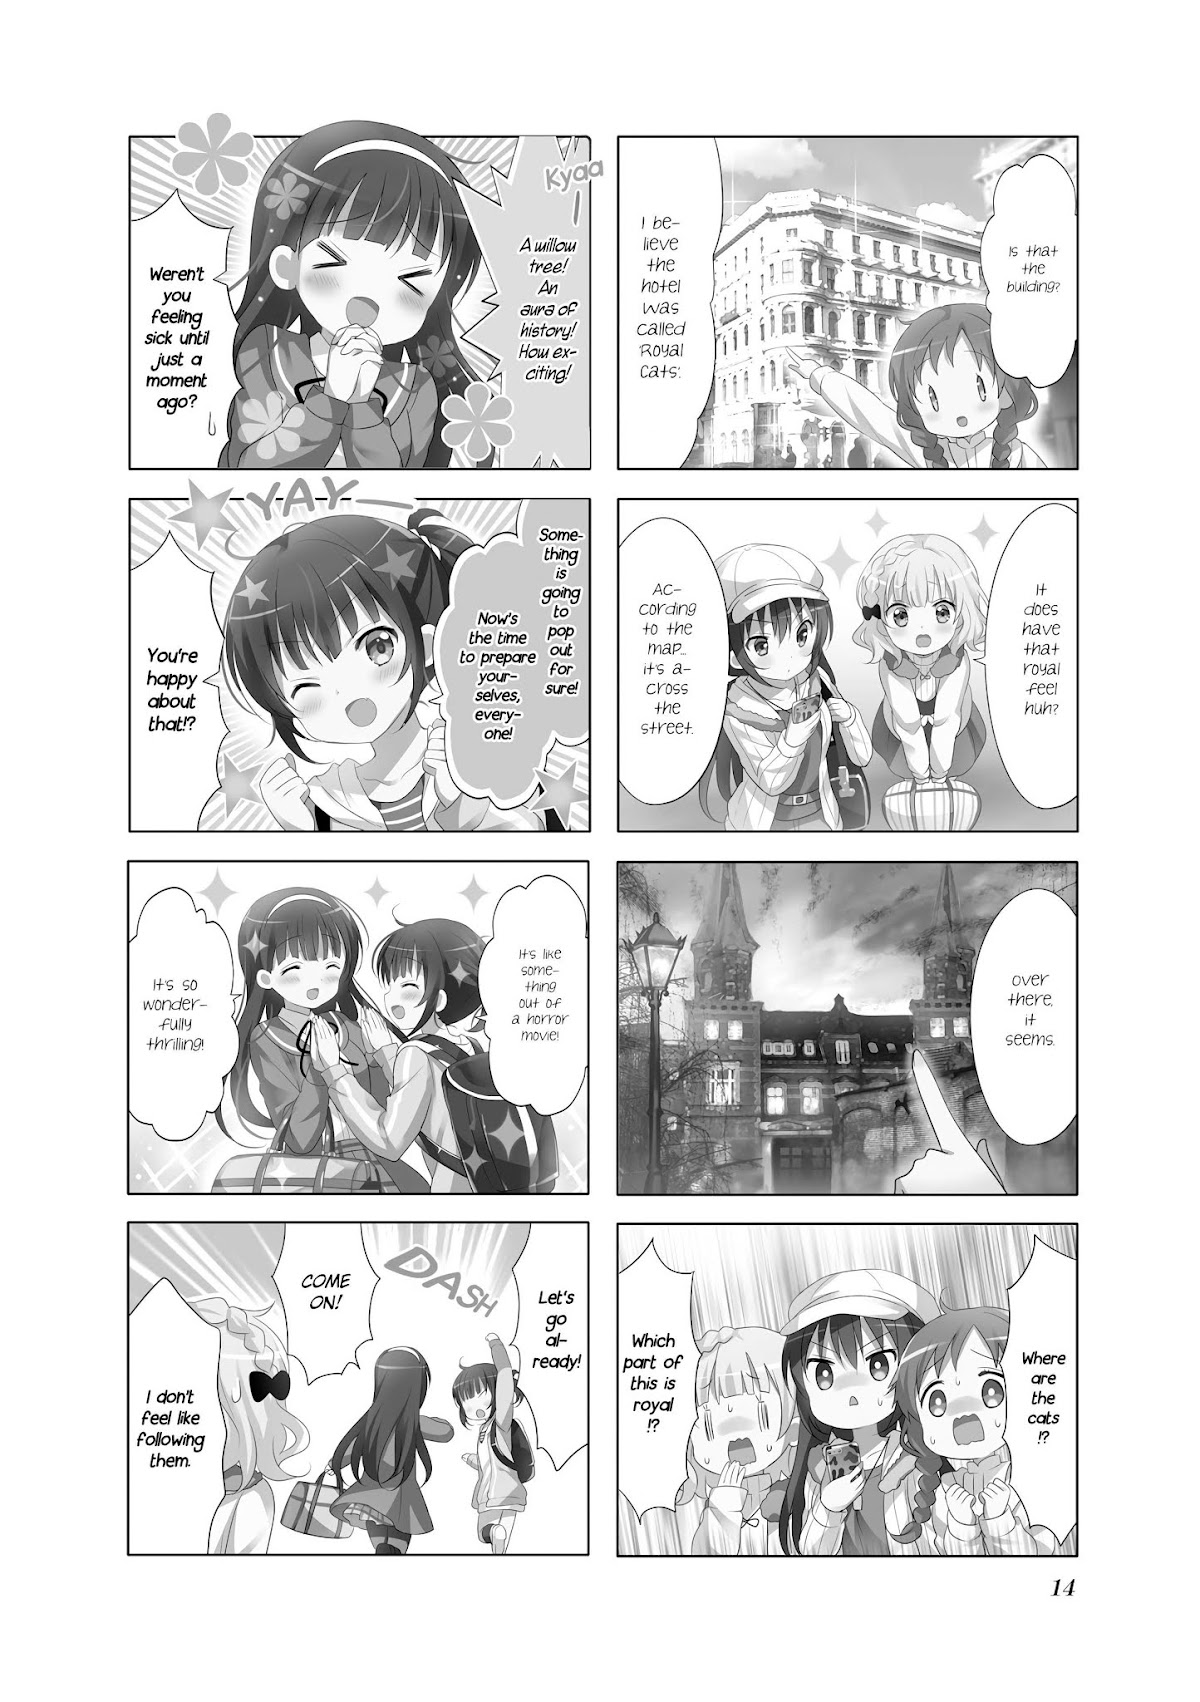 Is that
the
building?
I be-
lieve
the
hotel
was
called
'Royal
Cats'.
It
does
have
that
royal
feel
huh?
Ac-
cording
to the
map...
it's a-
cross
the
street.
Over
there,
it
seems.
Where
are
the
cats
!?
Which
part of
this is
royal
!?
Kyaa
A willow
tree!
An
aura of
history!
How ex-
citing!
Weren't
you
feeling
sick until
just a
moment
ago?
YAY
Some-
thing
is
going
to
pop
out
for
sure!
Now's
the time
to prepare
your-
selves,
every-
one!
You're
happy
about
that!?
It's like
some-
thing
out of
a horror
movie!
It's so
wonder-
fully
thrilling!
Let's
go
al-
ready!
DASH
COME
ON!
I don't
feel like
following
them.
14